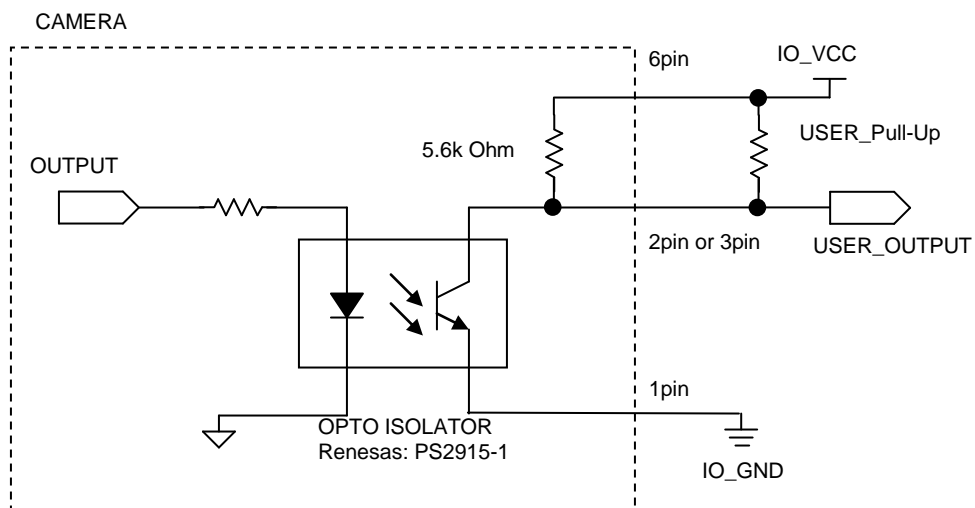 CAMERA
6pin
IO_VCC
5.6k Ohm
USER_Pull-Up
OUTPUT
2pin or 3pin
USER_OUTPUT
1pin
OPTO ISOLATOR
Renesas: PS2915-1
IO_GND